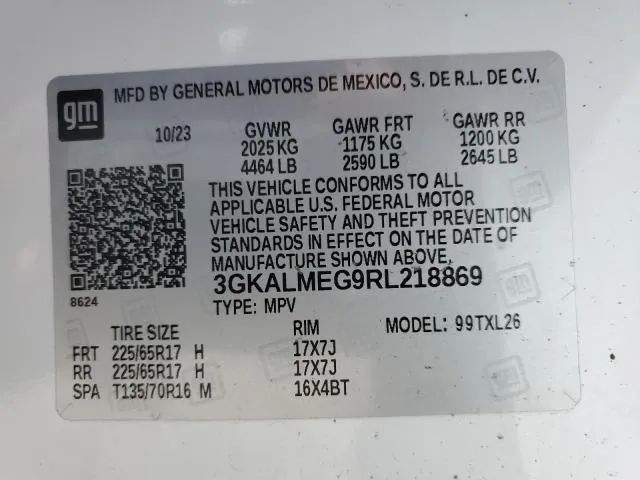 gm
MFD BY GENERAL MOTORS DE MEXICO, S. DE R.L. DE C.V.
10/23 GVWR GAWR FRT GAWR RR
2025 KG 1175 KG 1200 KG
4464 LB 2590 LB 2645 LB
THIS VEHICLE CONFORMS TO ALL
APPLICABLE U.S. FEDERAL MOTOR
VEHICLE SAFETY AND THEFT PREVENTION
STANDARDS IN EFFECT ON THE DATE OF
MANUFACTURE SHOWN ABOVE.
8624
3GKALMEG9RL218869
TYPE: MPV
TIRE SIZE RIM MODEL: 99TXL26
FRT 225/65R17 H 17X7J
RR 225/65R17 H 17X7J
SPA T135/70R16 M 16X4BT